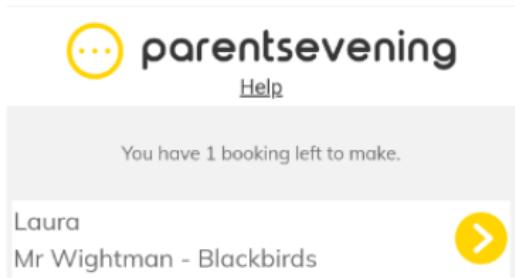 parentsevening
Help
You have 1 booking left to make.
Laura
Mr Wightman - Blackbirds